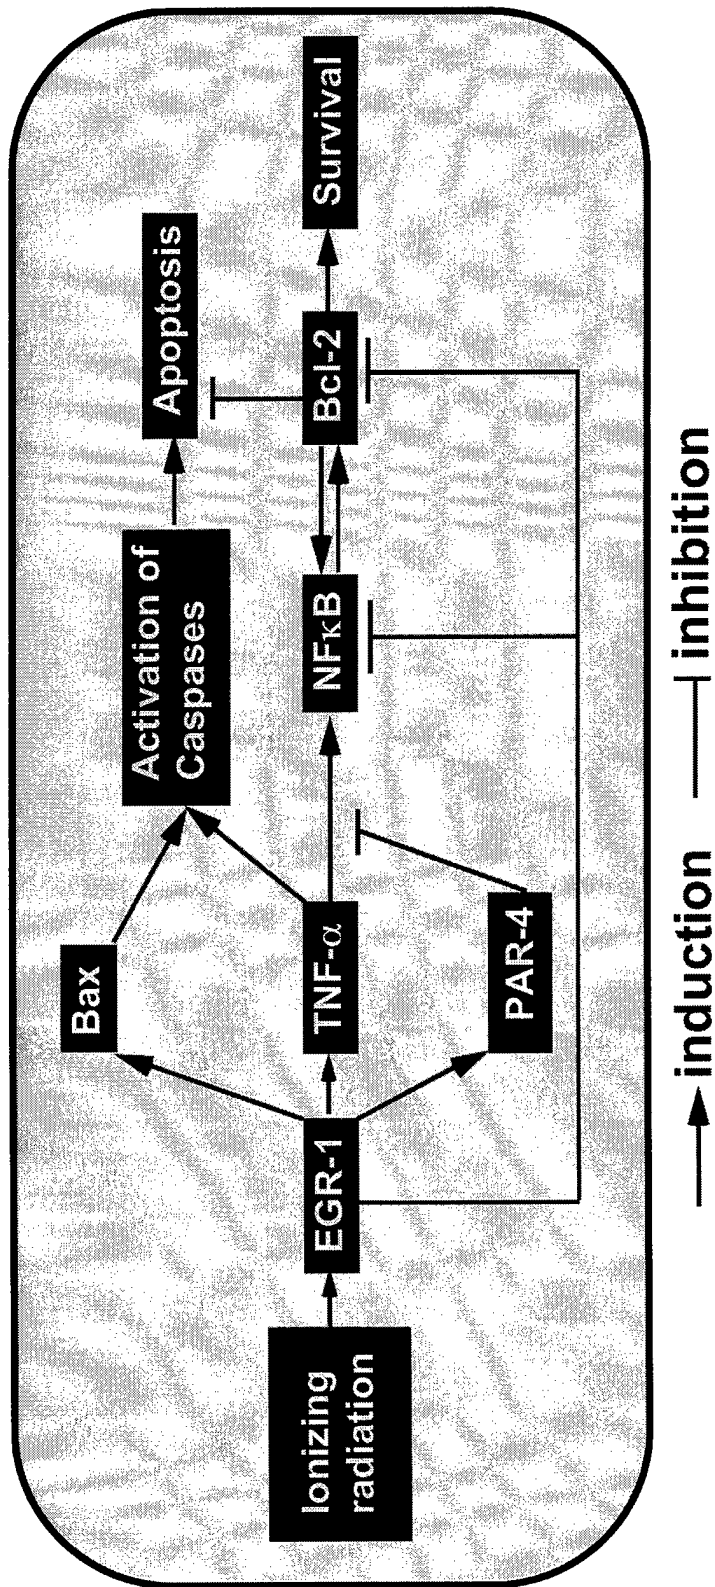 Ionizing
radiation
EGR-1
Bax
TNF-α
PAR-4
Activation of
Caspases
NFκB
Bcl-2
Apoptosis
Survival
induction
inhibition